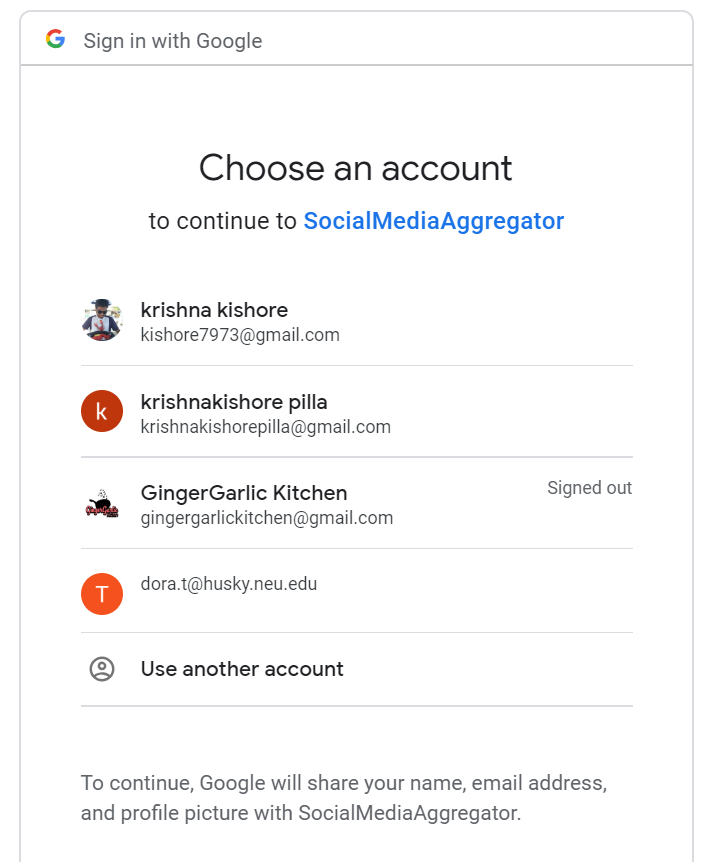 Sign in with Google
Choose an account
to continue to SocialMediaAggregator
krishna kishore
kishore7973@gmail.com
k
krishnakishore pilla
krishnakishorepilla@gmail.com
GingerGarlic Kitchen
Signed out
gingergarlickitchen@gmail.com
T
dora.t@husky.neu.edu
Use another account
To continue, Google will share your name, email address,
and profile picture with SocialMediaAggregator.